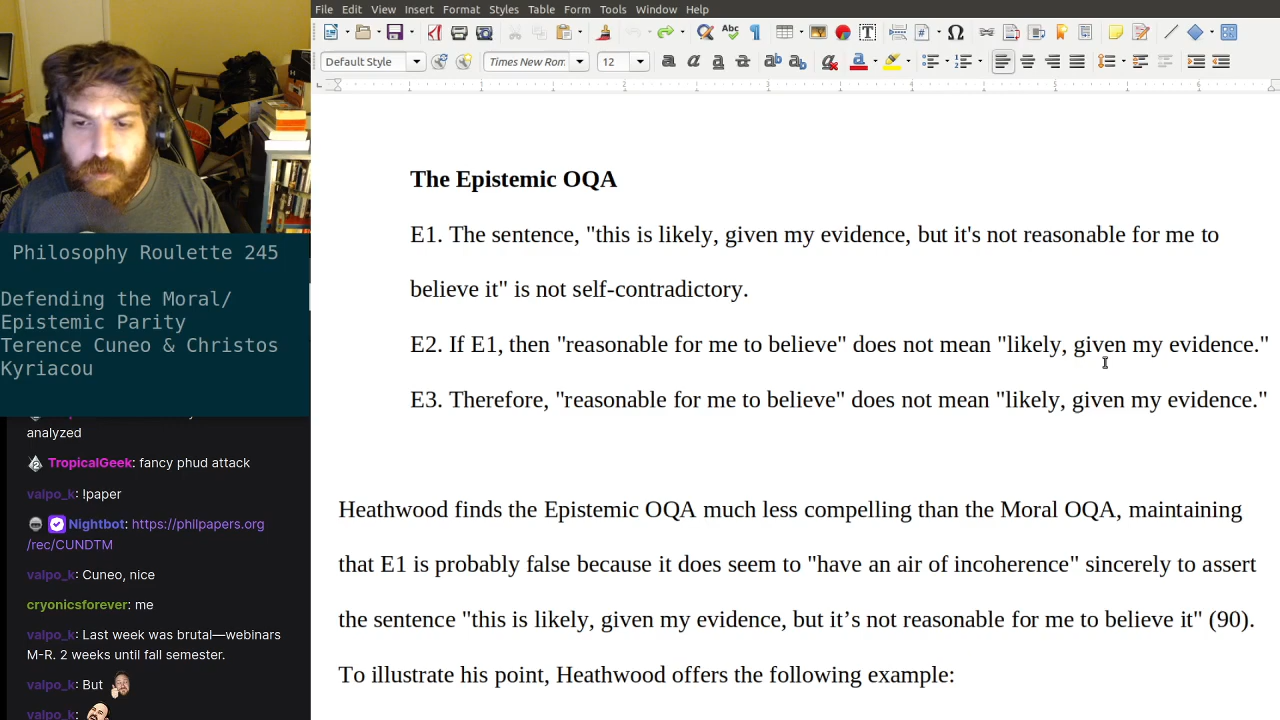 File Edit View Insert Format Styles Table Form Tools Window Help
Default Style Times New Rom 12
The Epistemic OQA
E1. The sentence, "this is likely, given my evidence, but it's not reasonable for me to
believe it" is not self-contradictory.
E2. If E1, then "reasonable for me to believe" does not mean "likely, given my evidence."
E3. Therefore, "reasonable for me to believe" does not mean "likely, given my evidence."
Heathwood finds the Epistemic OQA much less compelling than the Moral OQA, maintaining
that E1 is probably false because it does seem to "have an air of incoherence" sincerely to assert
the sentence "this is likely, given my evidence, but it’s not reasonable for me to believe it" (90).
To illustrate his point, Heathwood offers the following example:
Philosophy Roulette 245
Defending the Moral/
Epistemic Parity
Terence Cuneo & Christos
Kyriacou
analyzed
TropicalGeek: fancy phud attack
valpo_k: !paper
Nightbot: https://philpapers.org
/rec/CUNDTM
valpo_k: Cuneo, nice
cryonicsforever: me
valpo_k: Last week was brutal—webinars
M-R. 2 weeks until fall semester.
valpo_k: But
valpo_k: